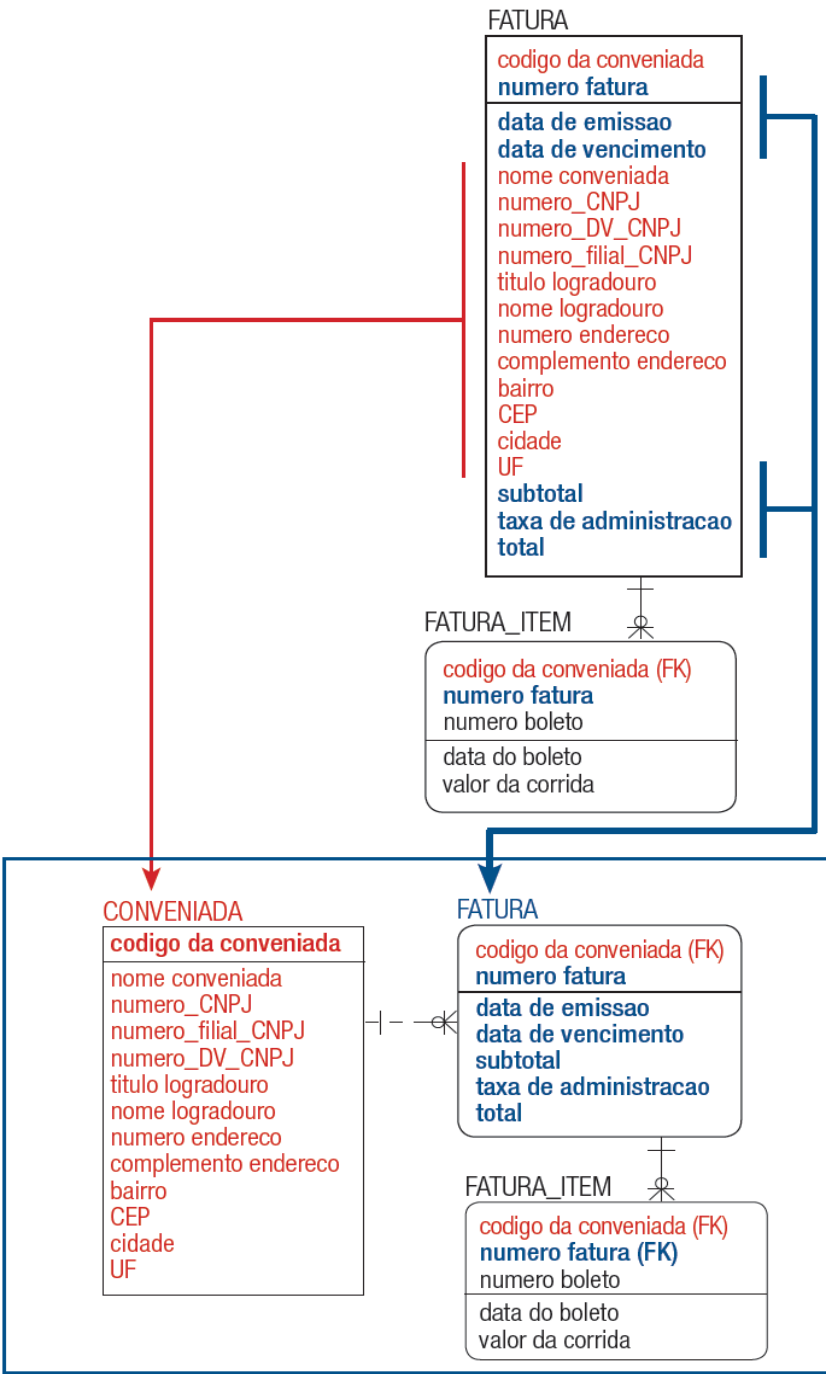 FATURA
codigo da conveniada
numero fatura
data de emissao
data de vencimento
nome conveniada
numero_CNPJ
numero_DV_CNPJ
numero_filial_CNPJ
titulo logradouro
nome logradouro
numero endereco
complemento endereco
bairro
CEP
cidade
UF
subtotal
taxa de administracao
total
FATURA_ITEM
codigo da conveniada (FK)
numero fatura
numero boleto
data do boleto
valor da corrida
CONVENIADA
codigo da conveniada
nome conveniada
numero_CNPJ
numero_filial_CNPJ
numero_DV_CNPJ
titulo logradouro
nome logradouro
numero endereco
complemento endereco
bairro
CEP
cidade
UF
FATURA
codigo da conveniada (FK)
numero fatura
data de emissao
data de vencimento
subtotal
taxa de administracao
total
FATURA_ITEM
codigo da conveniada (FK)
numero fatura (FK)
numero boleto
data do boleto
valor da corrida